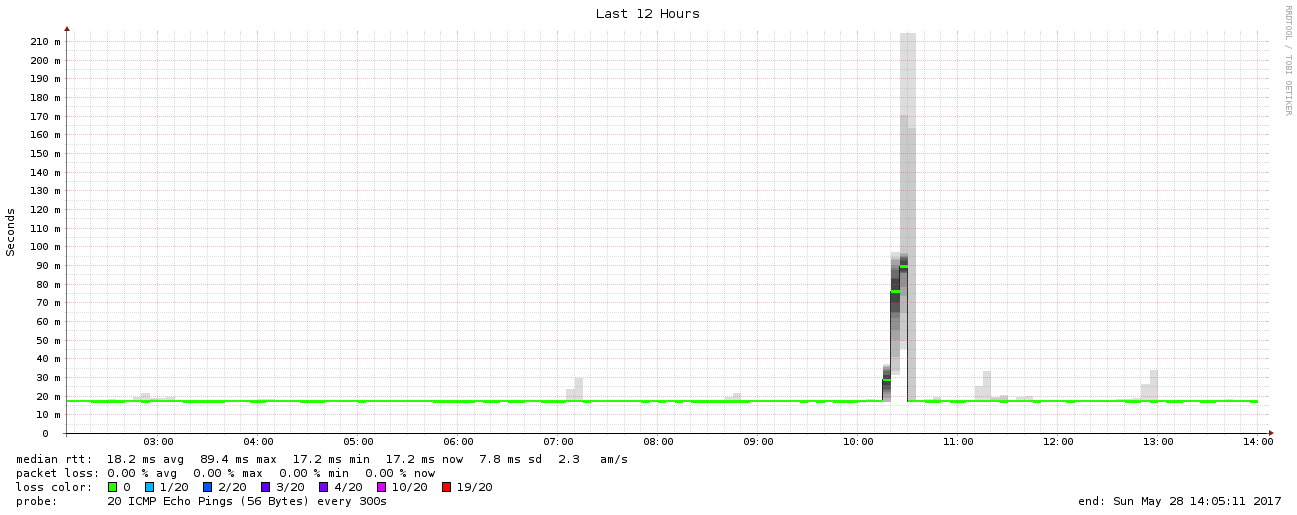 Last 12 Hours
RRDTOOL / TOBI OETIKER
Seconds
210 m
200 m
190 m
180 m
170 m
160 m
150 m
140 m
130 m
120 m
110 m
100 m
90 m
80 m
70 m
60 m
50 m
40 m
30 m
20 m
10 m
0
03:00 04:00 05:00 06:00 07:00 08:00 09:00 10:00 11:00 12:00 13:00 14:00
median rtt: 18.2 ms avg 89.4 ms max 17.2 ms min 17.2 ms now 7.8 ms sd 2.3 am/s
packet loss: 0.00 % avg 0.00 % max 0.00 % min 0.00 % now
loss color: 0 1/20 2/20 3/20 4/20 10/20 19/20
probe: 20 ICMP Echo Pings (56 Bytes) every 300s end: Sun May 28 14:05:11 2017